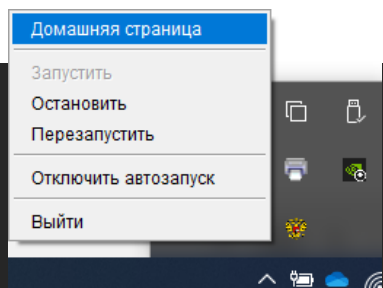 Домашняя страница
Запустить
Остановить
Перезапустить
Отключить автозапуск
Выйти